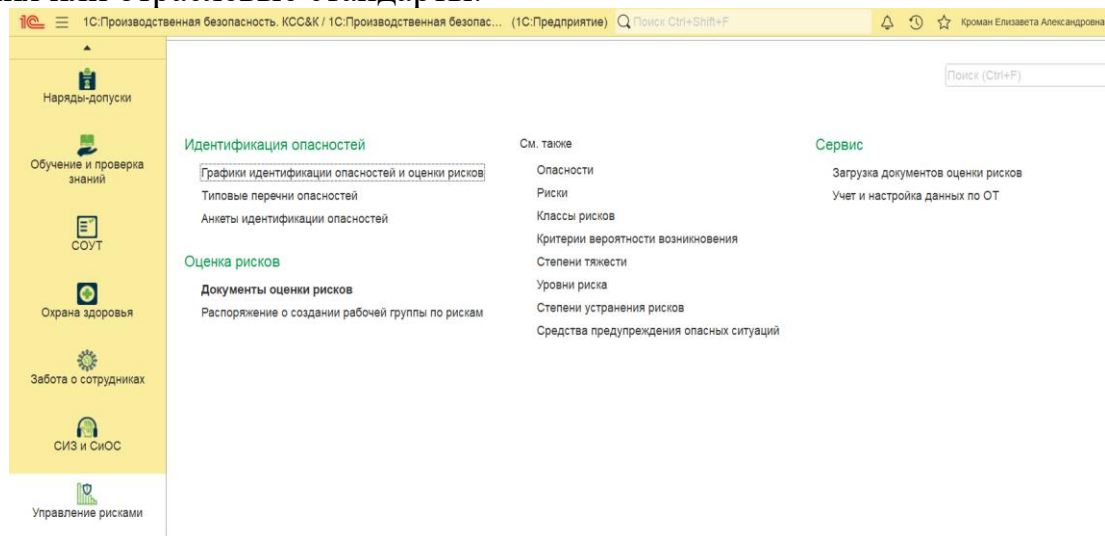 или отраслевые стандарты.
1С:Производственная безопасность. КСС&К / 1С:Производственная безопас... (1С:Предприятие)
Поиск Ctrl+Shift+F
Кроман Елизавета Александровна
Поиск (Ctrl+F)
Наряды-допуски
Обучение и проверка
знаний
СОУТ
Охрана здоровья
Забота о сотрудниках
СИЗ и СиОС
Управление рисками
Идентификация опасностей
Графики идентификации опасностей и оценки рисков
Типовые перечни опасностей
Анкеты идентификации опасностей
Оценка рисков
Документы оценки рисков
Распоряжение о создании рабочей группы по рискам
См. также
Опасности
Риски
Классы рисков
Критерии вероятности возникновения
Степени тяжести
Уровни риска
Степени устранения рисков
Средства предупреждения опасных ситуаций
Сервис
Загрузка документов оценки рисков
Учет и настройка данных по ОТ